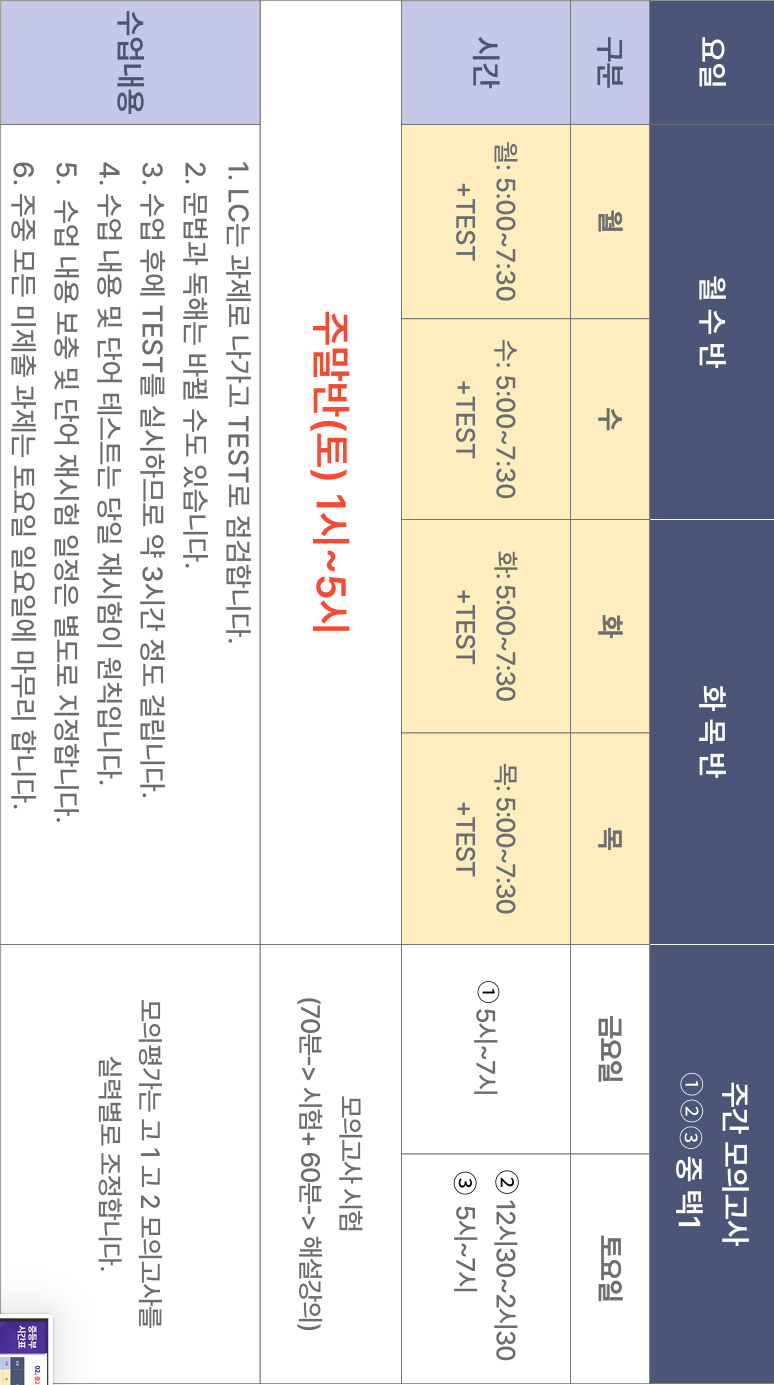 요일
월 수 반
화 목 반
주간 모의고사
①②③ 중 택1
구분
월
수
화
목
금요일
토요일
시간
월: 5:00~7:30
+TEST
수: 5:00~7:30
+TEST
화: 5:00~7:30
+TEST
목: 5:00~7:30
+TEST
① 5시~7시
② 12시30~2시30
③ 5시~7시
주말반(토) 1시~5시
모의고사 시험
(70분-> 시험+ 60분-> 해설강의)
수업내용
1. LC는 과제로 나가고 TEST로 점검합니다.
2. 문법과 독해는 바뀔 수도 있습니다.
3. 수업 후에 TEST를 실시하므로 약 3시간 정도 걸립니다.
4. 수업 내용 및 단어 테스트는 당일 재시험이 원칙입니다.
5. 수업 내용 보충 및 단어 재시험 일정은 별도로 지정합니다.
6. 주중 모든 미제출 과제는 토요일 일요일에 마무리 합니다.
모의평가는 고 1 고 2 모의고사를
실력별로 조정합니다.
중등부
시간표